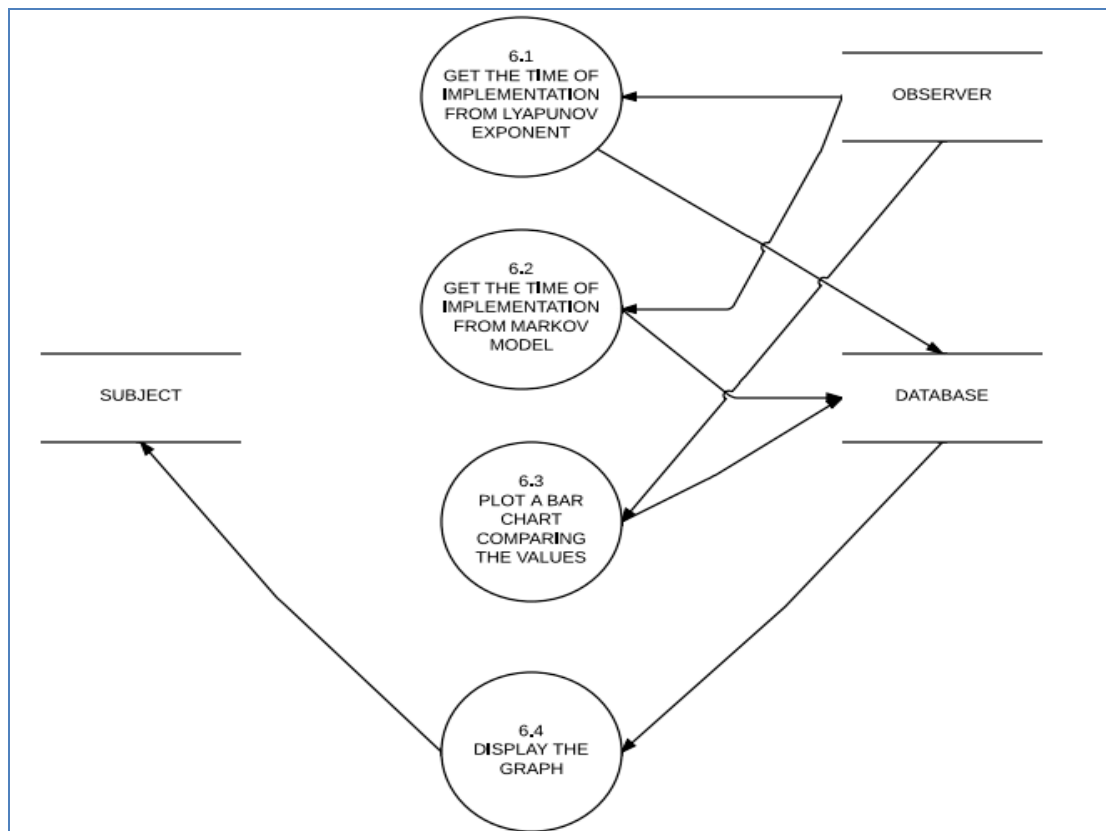 6.1
GET THE TIME OF
IMPLEMENTATION
FROM LYAPUNOV
EXPONENT
OBSERVER
6.2
GET THE TIME OF
IMPLEMENTATION
FROM MARKOV
MODEL
SUBJECT
DATABASE
6.3
PLOT A BAR
CHART
COMPARING
THE VALUES
6.4
DISPLAY THE
GRAPH